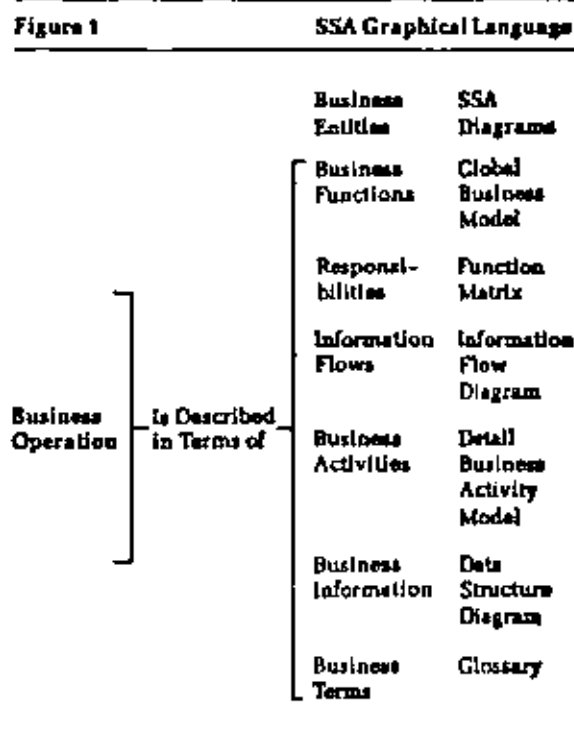 Figure 1 SSA Graphical Language
Business SSA
Entities Diagrams
Business Global
Functions Business
Model
Responsi- Function
bilities Matrix
Information Information
Flows Flow
Diagram
Business Is Described
Operation in Terms of
Business Detail
Activities Business
Activity
Model
Business Data
Information Structure
Diagram
Business Glossary
Terms